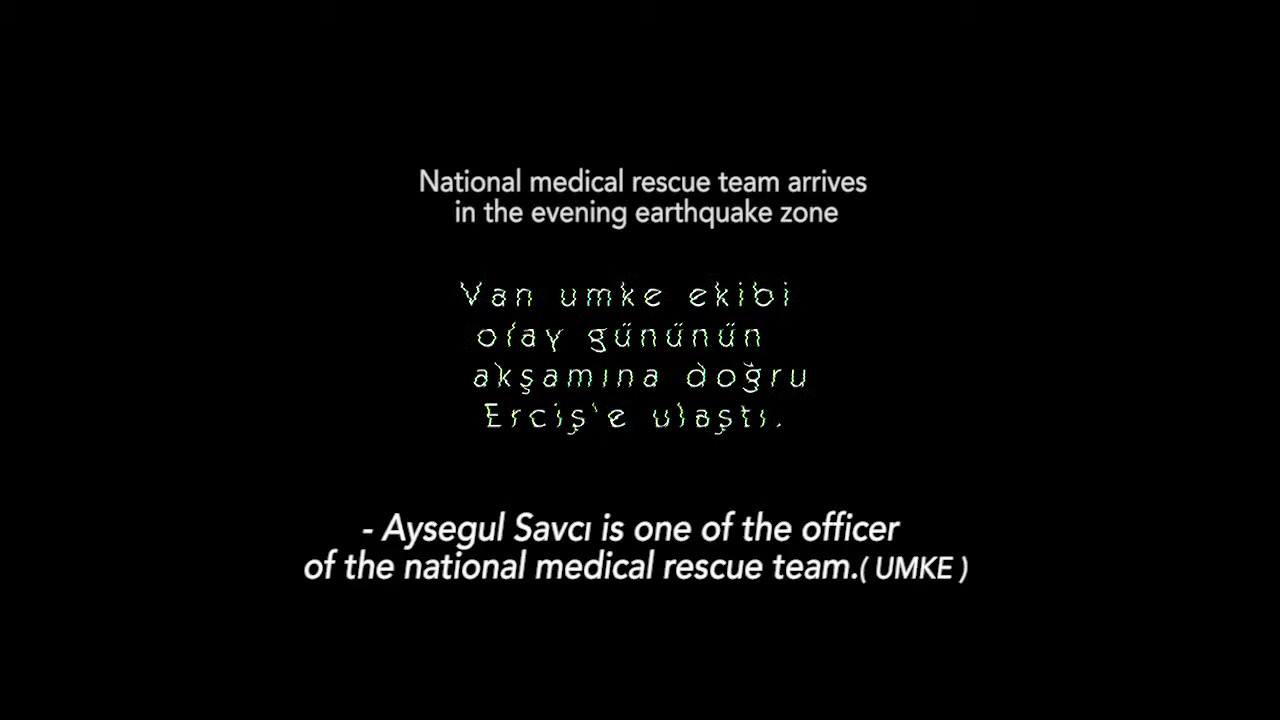 National medical rescue team arrives
in the evening earthquake zone
Van umke ekibi
olay gününün
akşamına doğru
Erciş'e ulaştı.
- Aysegul Savcı is one of the officer
of the national medical rescue team.( UMKE )